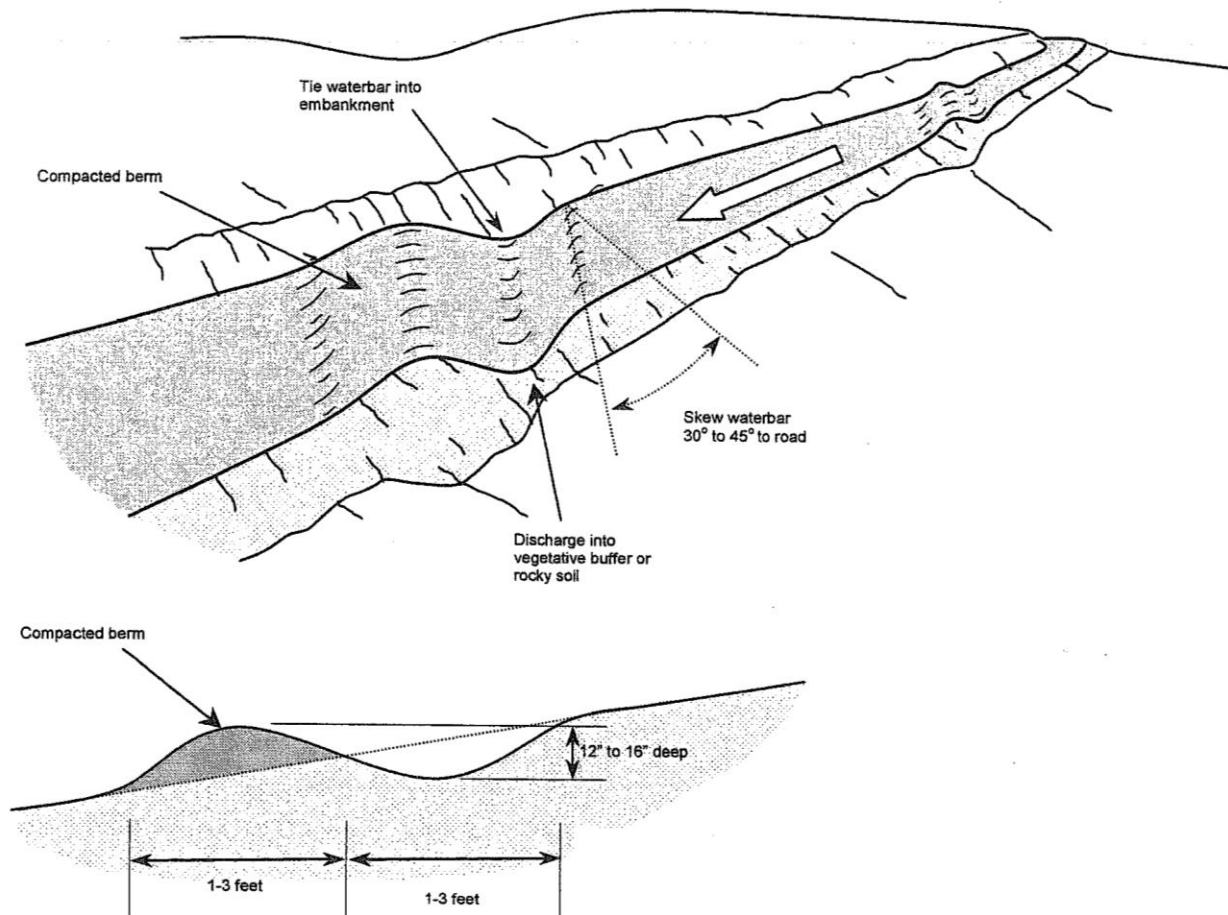 Tie waterbar into
embankment
Compacted berm
Skew waterbar
30° to 45° to road
Discharge into
vegetative buffer or
rocky soil
Compacted berm
12" to 16" deep
1-3 feet
1-3 feet